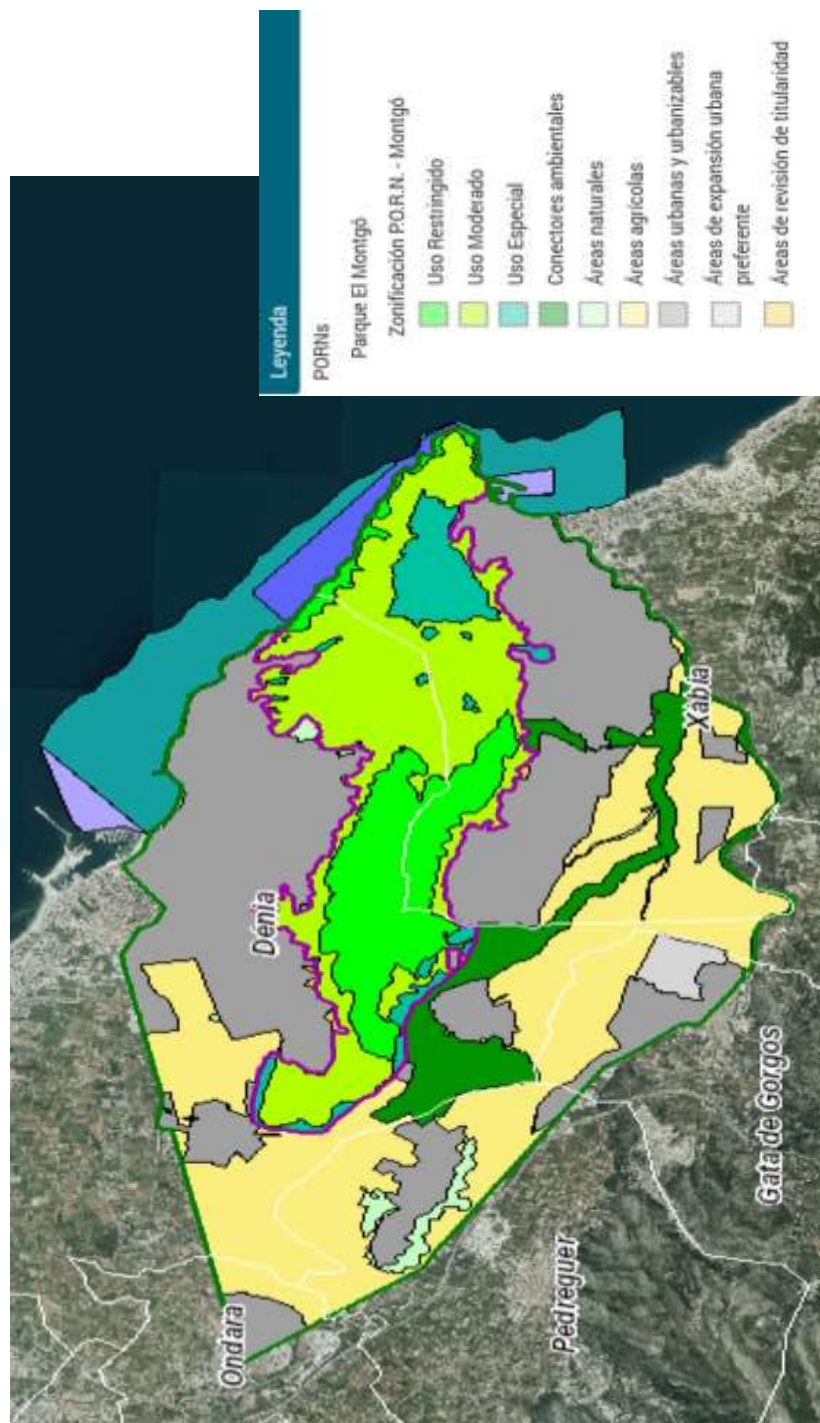 Leyenda
PORNs
Parque El Montgó
Zonificación P.O.R.N. - Montgó
Uso Restringido
Uso Moderado
Uso Especial
Conectores ambientales
Áreas naturales
Áreas agrícolas
Áreas urbanas y urbanizables
Áreas de expansión urbana
preferente
Áreas de revisión de titularidad
Ondara
Dénia
Pedreguer
Xàbia
Gata de Gorgos